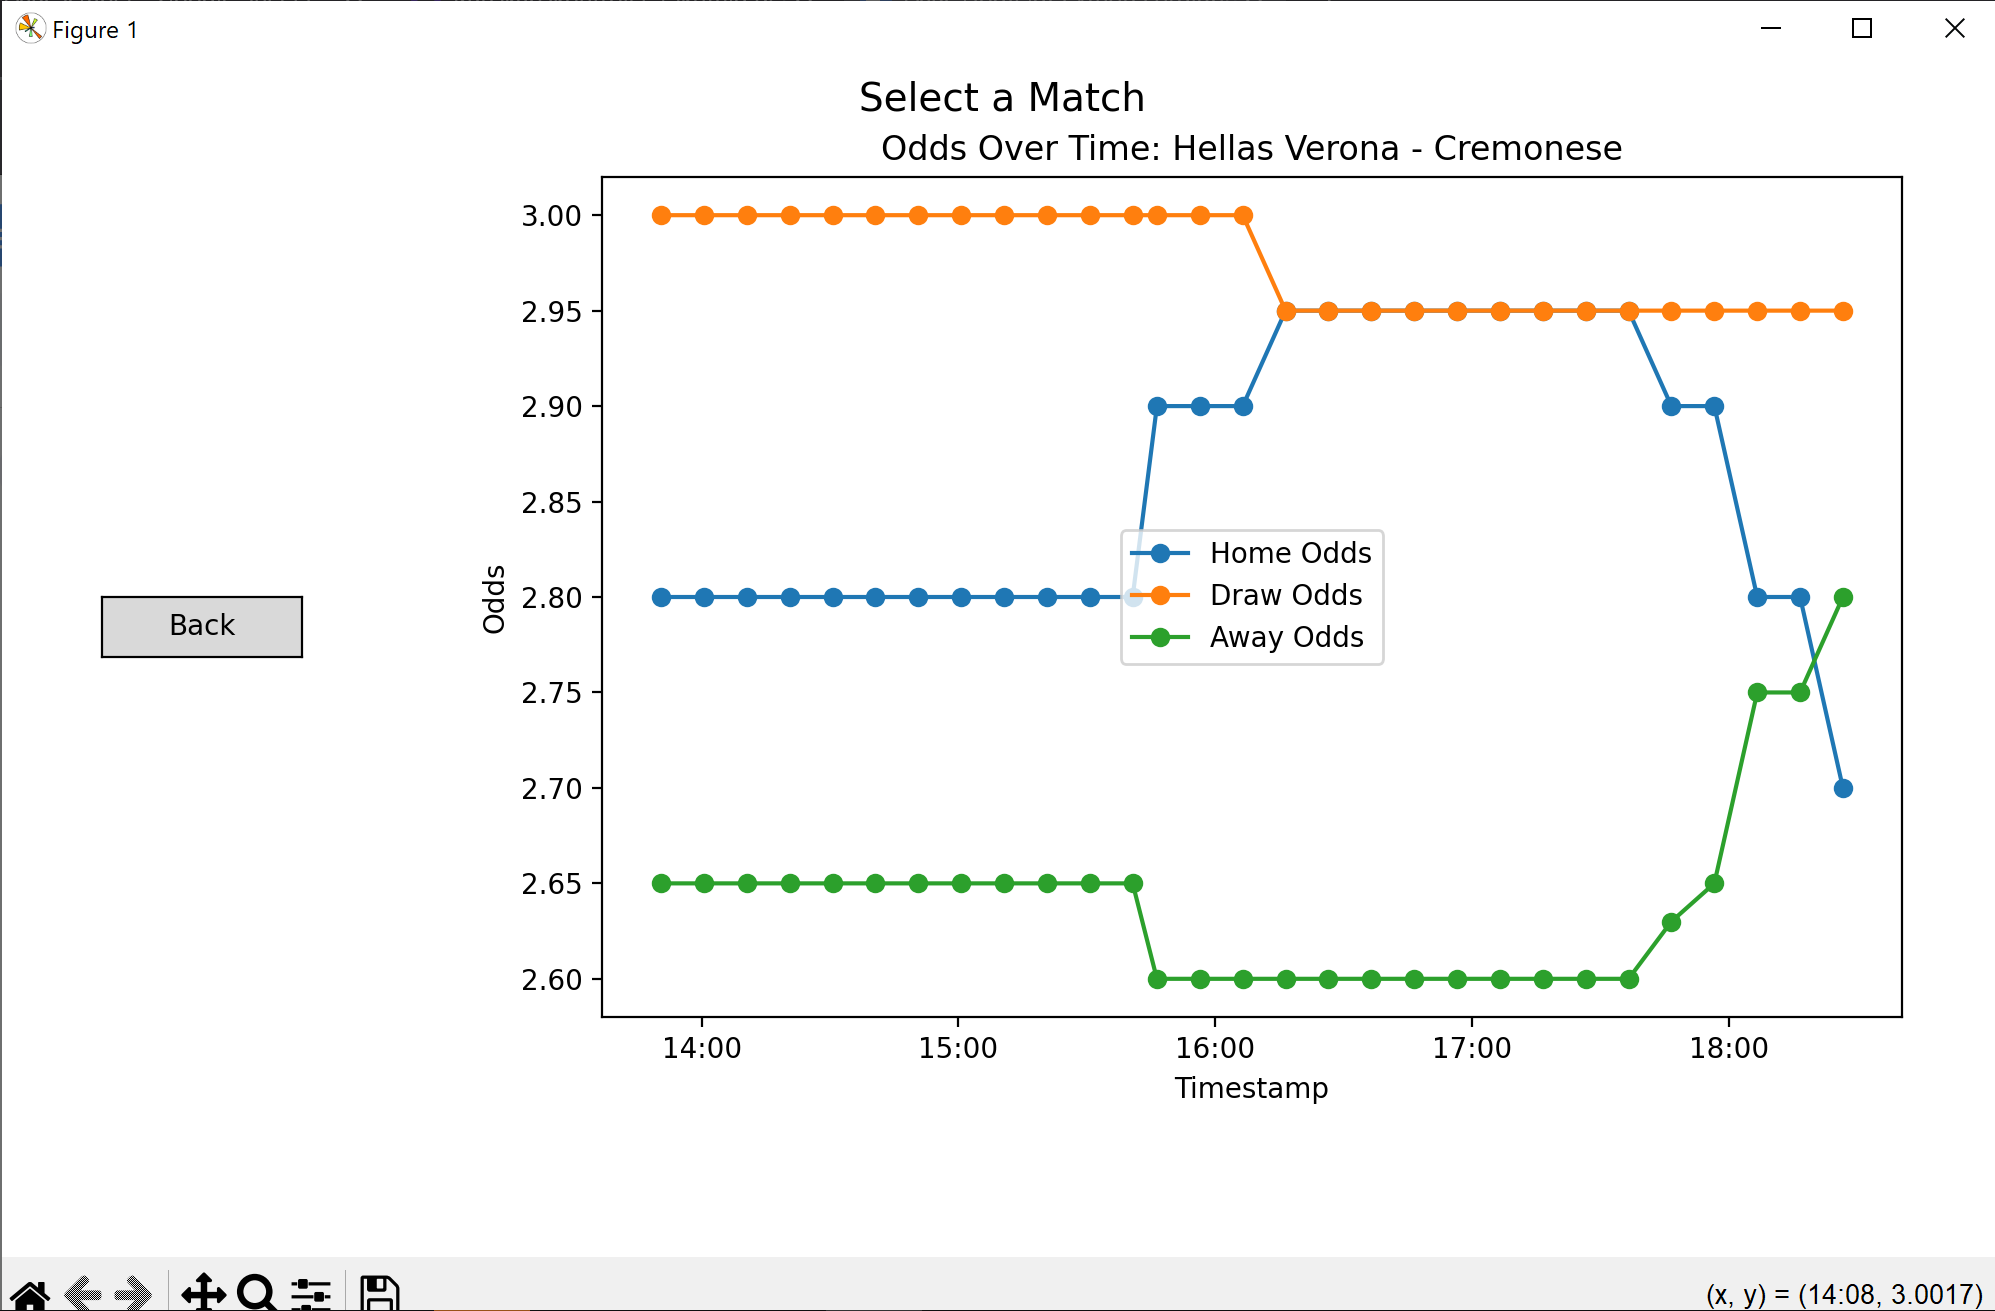 Figure 1
Select a Match
Odds Over Time: Hellas Verona - Cremonese
3.00
2.95
2.90
2.85
2.80
2.75
2.70
2.65
2.60
Odds
Home Odds
Draw Odds
Away Odds
Back
14:00 15:00 16:00 17:00 18:00
Timestamp
(x, y) = (14:08, 3.0017)